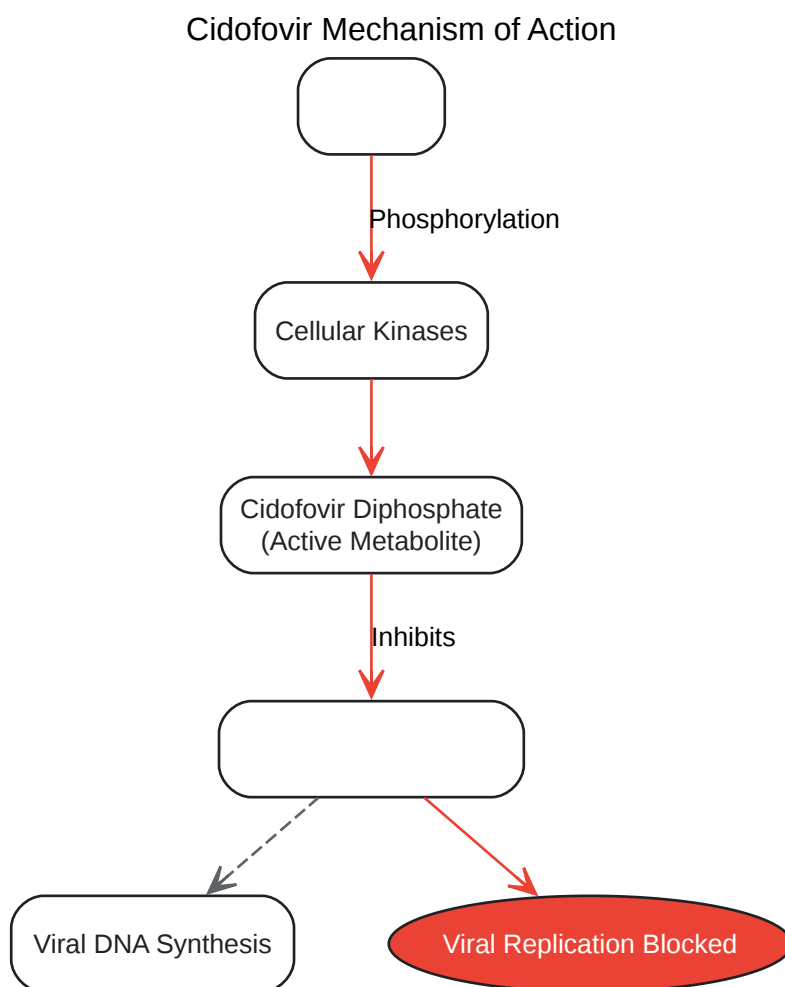 Cidofovir Mechanism of Action
Phosphorylation
Cellular Kinases
Cidofovir Diphosphate
(Active Metabolite)
Inhibits
Viral DNA Synthesis
Viral Replication Blocked